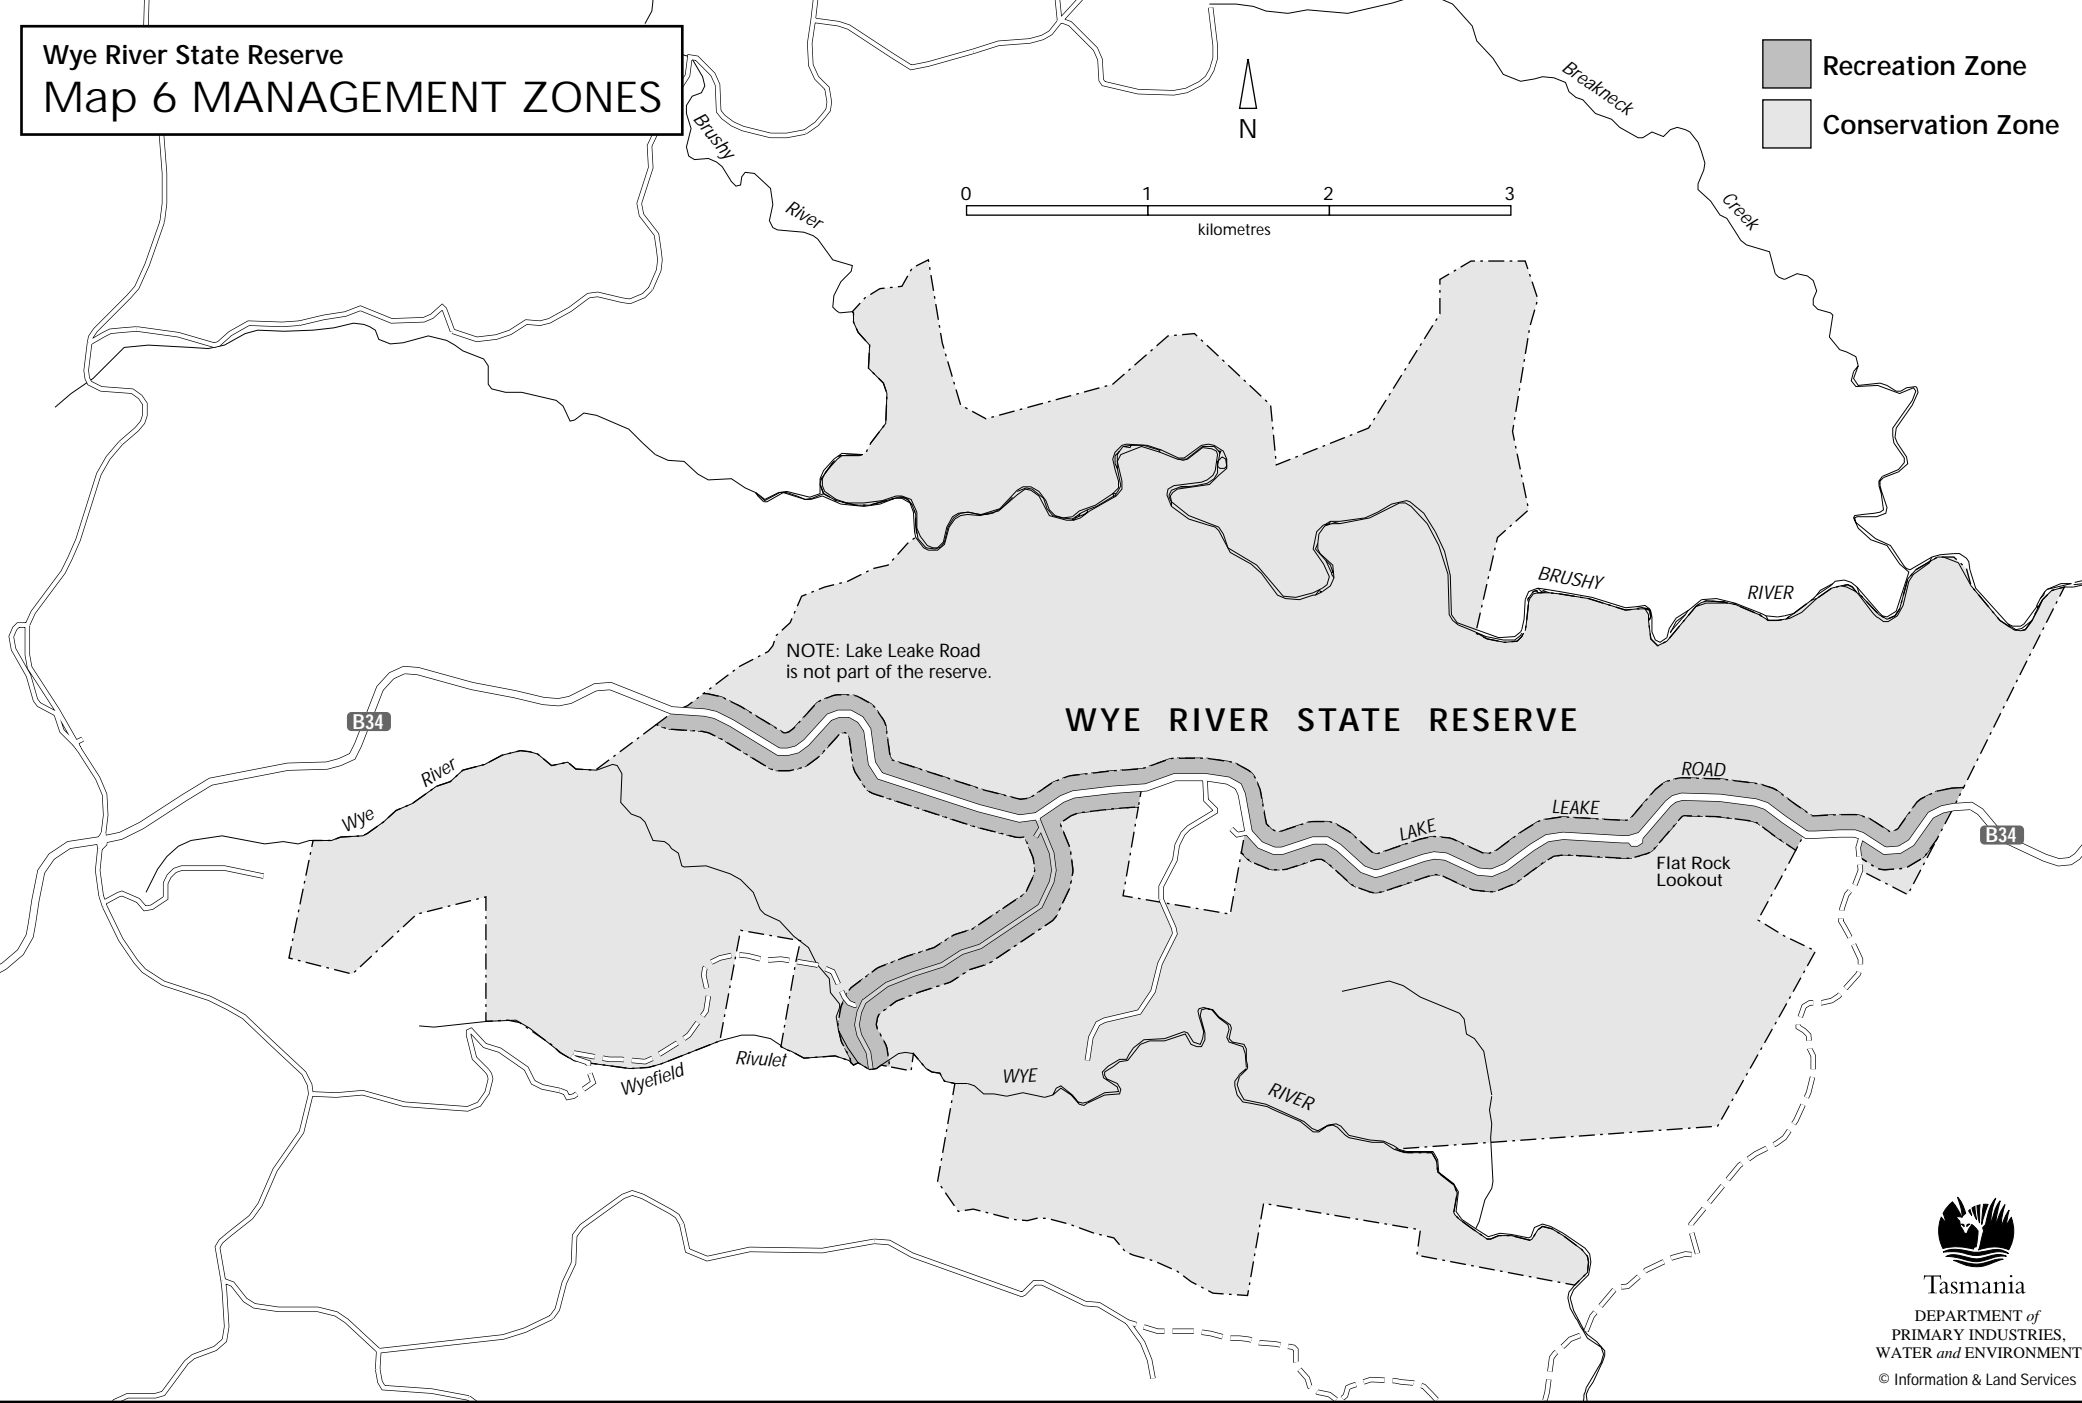 Wye River State Reserve
Map 6 MANAGEMENT ZONES
Recreation Zone
Conservation Zone
N
0 1 2 3
kilometres
Breakneck
Creek
Brushy
River
BRUSHY
RIVER
NOTE: Lake Leake Road
is not part of the reserve.
WYE RIVER STATE RESERVE
B34
Wye
River
ROAD
LEAKE
LAKE
B34
Flat Rock
Lookout
Wyefield
Rivulet
WYE
RIVER
Tasmania
DEPARTMENT of
PRIMARY INDUSTRIES,
WATER and ENVIRONMENT
© Information & Land Services